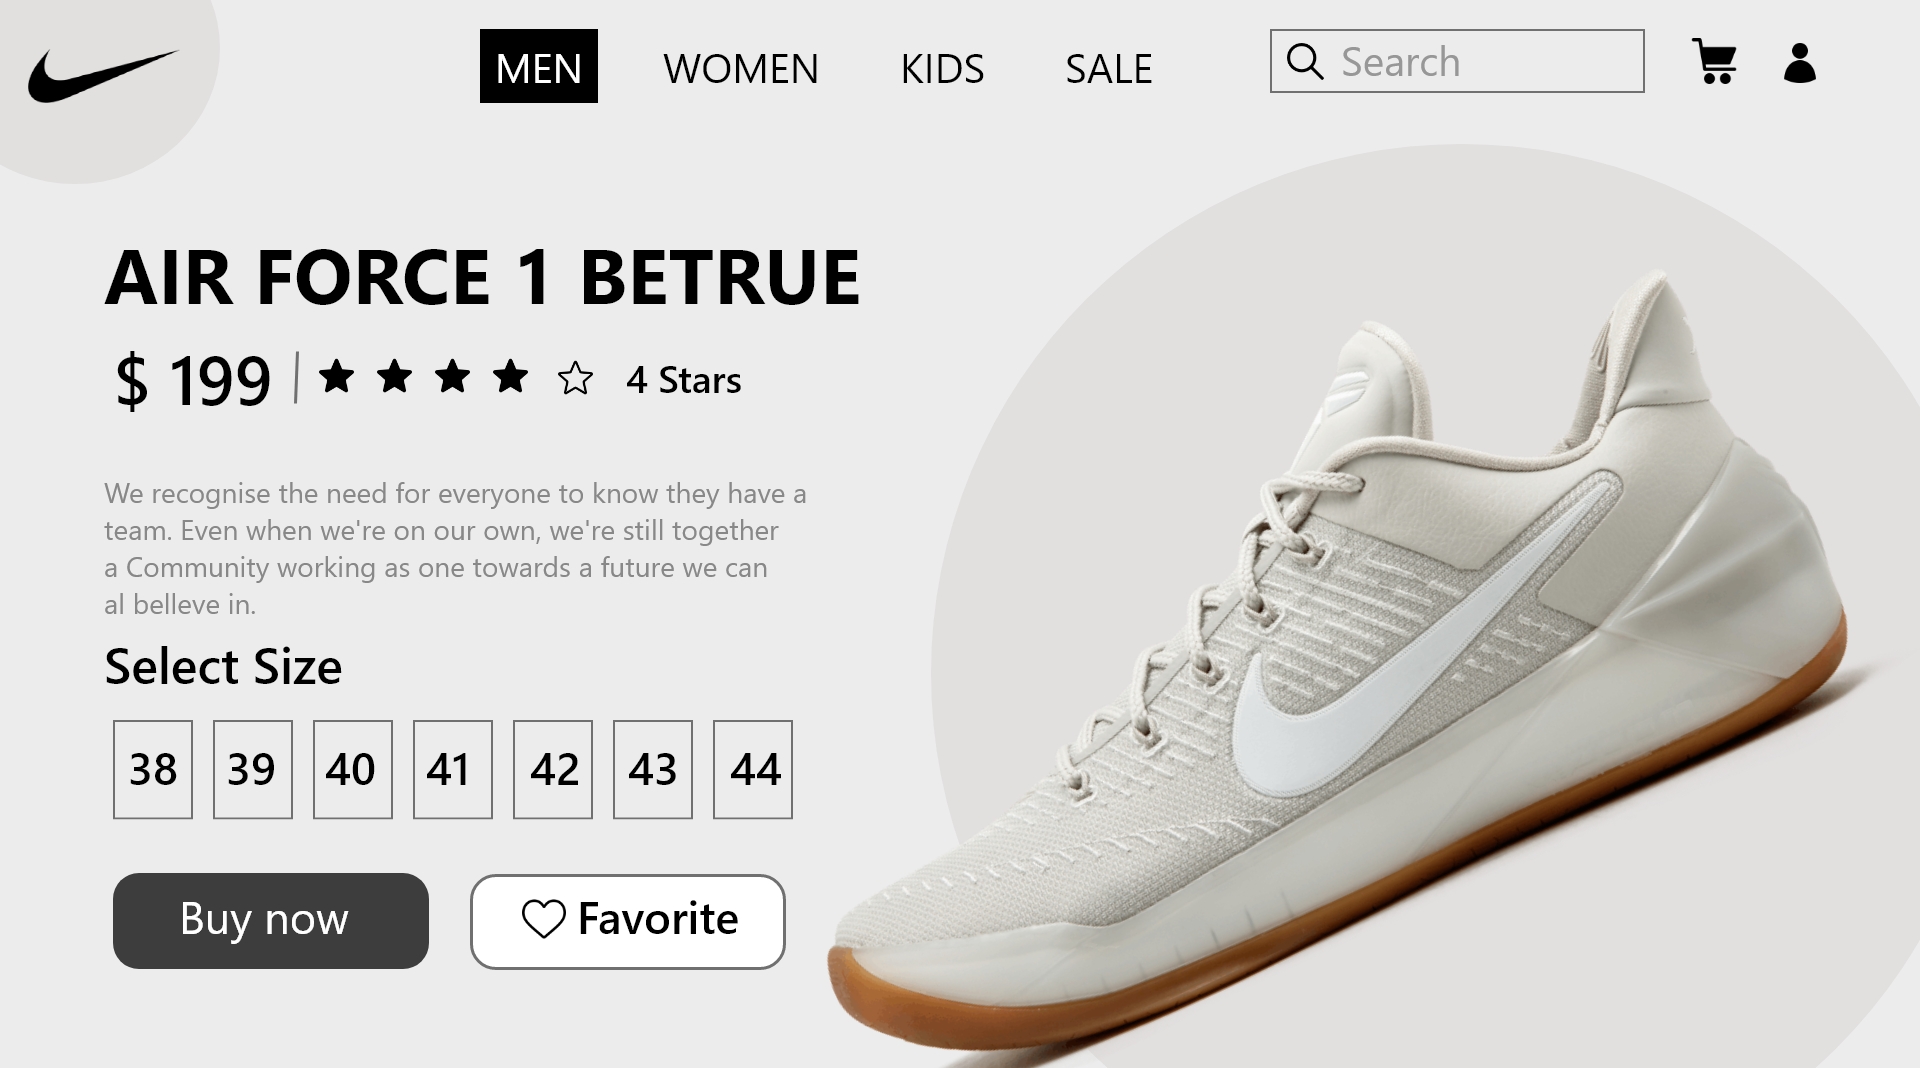 MEN WOMEN KIDS SALE Search
AIR FORCE 1 BETRUE
$ 199 4 Stars
We recognise the need for everyone to know they have a
team. Even when we're on our own, we're still together
a Community working as one towards a future we can
al belleve in.
Select Size
38 39 40 41 42 43 44
Buy now Favorite